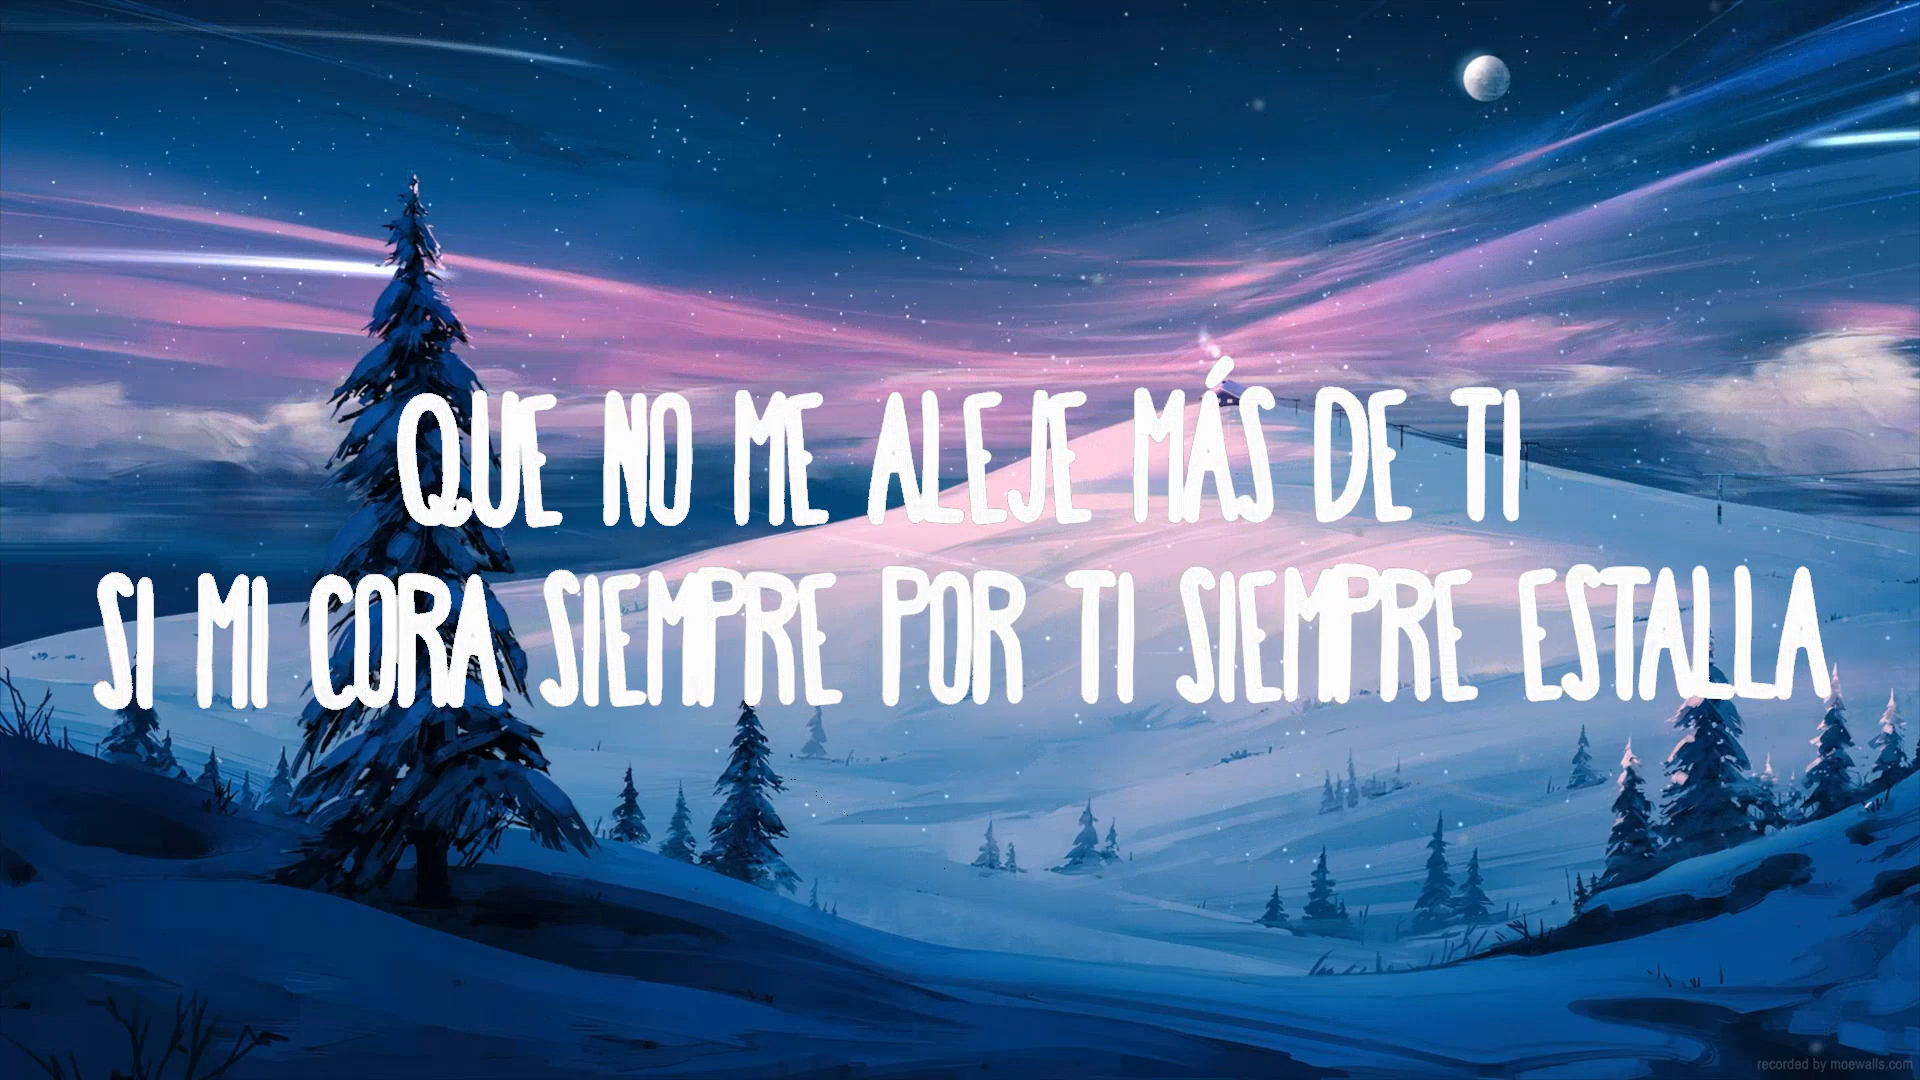 QUE NO ME ALEJE MÁS DE TI
SI MI CORA SIEMPRE POR TI SIEMPRE ESTALLA
recorded by moewalls.com